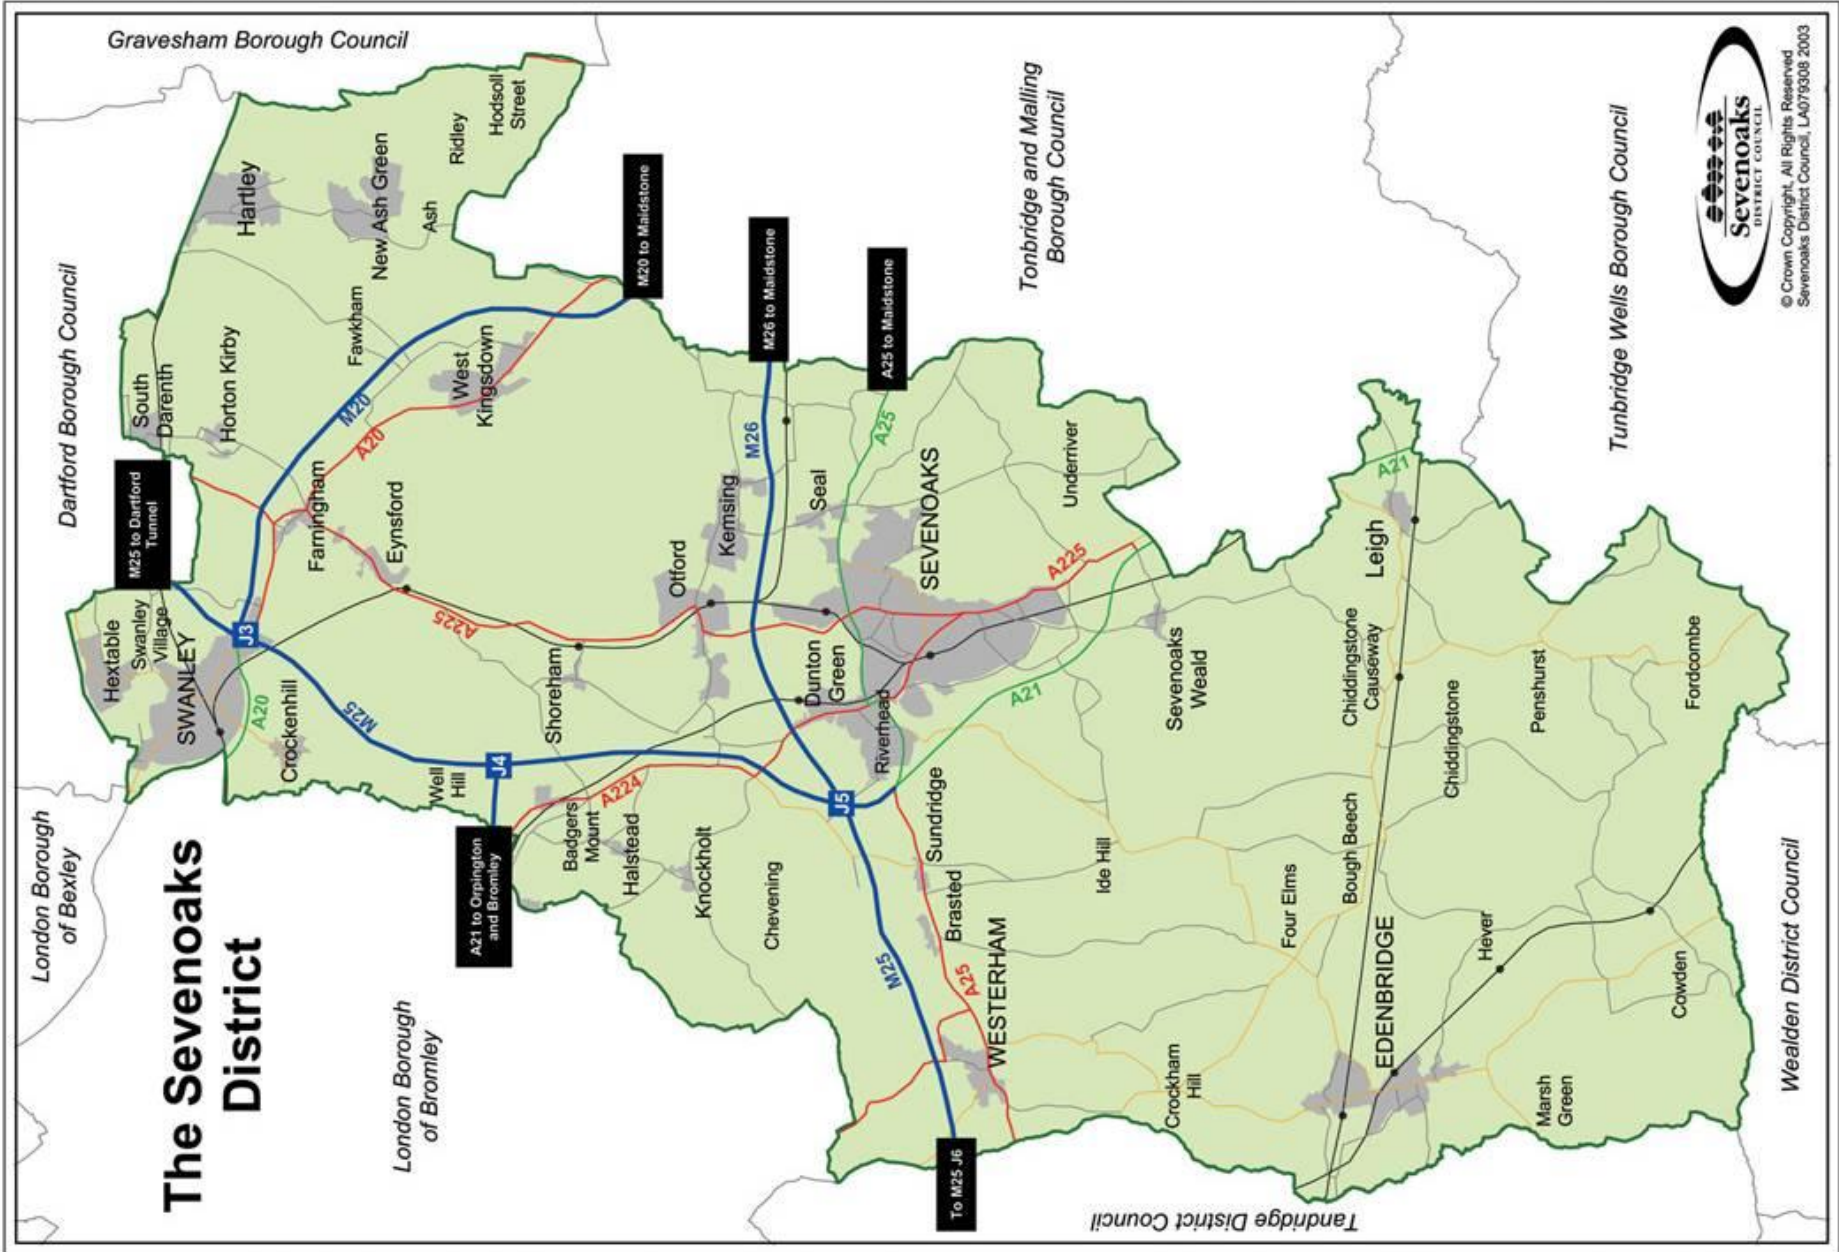 The Sevenoaks
District
London Borough
of Bexley
Dartford Borough Council
Gravesham Borough Council
London Borough
of Bromley
Tonbridge and Malling
Borough Council
Tunbridge Wells Borough Council
Wealden District Council
Tandridge District Council
M25 to Dartford
Tunnel
Hextable
Swanley
Village
SWANLEY
J3
A20
Crockenhill
M25
South
Darenth
Horton Kirby
Hartley
Fawkham
New Ash Green
Ash
Ridley
Hodsoll
Street
M20
A20
Farningham
Eynsford
West
Kingsdown
M20 to Maidstone
Well
Hill
J4
A21 to Orpington
and Bromley
A225
Shoreham
Badgers
Mount
A224
Halstead
Knockholt
Chevening
Otford
Kemsing
M26
M26 to Maidstone
Seal
A25
A25 to Maidstone
Dunton
Green
Riverhead
SEVENOAKS
J5
M25
Sundridge
Brasted
A25
WESTERHAM
To M25 J6
A21
A225
Underriver
Ide Hill
Sevenoaks
Weald
Crockham
Hill
Four Elms
Bough Beech
Chiddingstone
Causeway
Leigh
A21
EDENBRIDGE
Chiddingstone
Hever
Penshurst
Marsh
Green
Cowden
Fordcombe
Sevenoaks
DISTRICT COUNCIL
© Crown Copyright, All Rights Reserved
Sevenoaks District Council, LA079308 2003